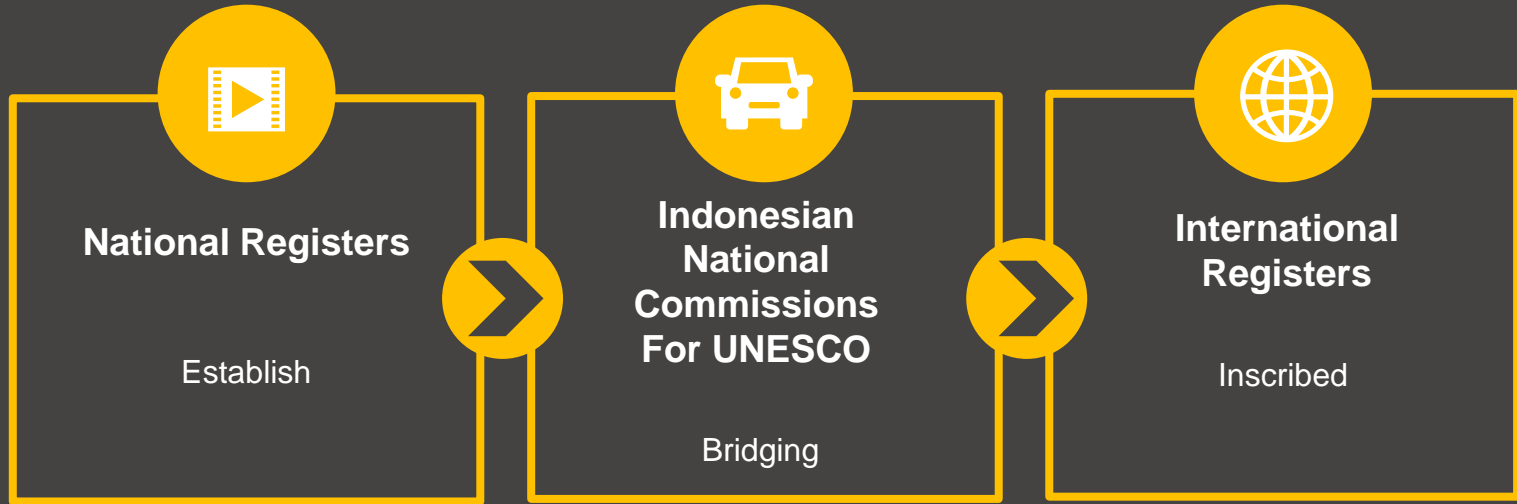 National Registers
Establish
Indonesian
National
Commissions
For UNESCO
Bridging
International
Registers
Inscribed